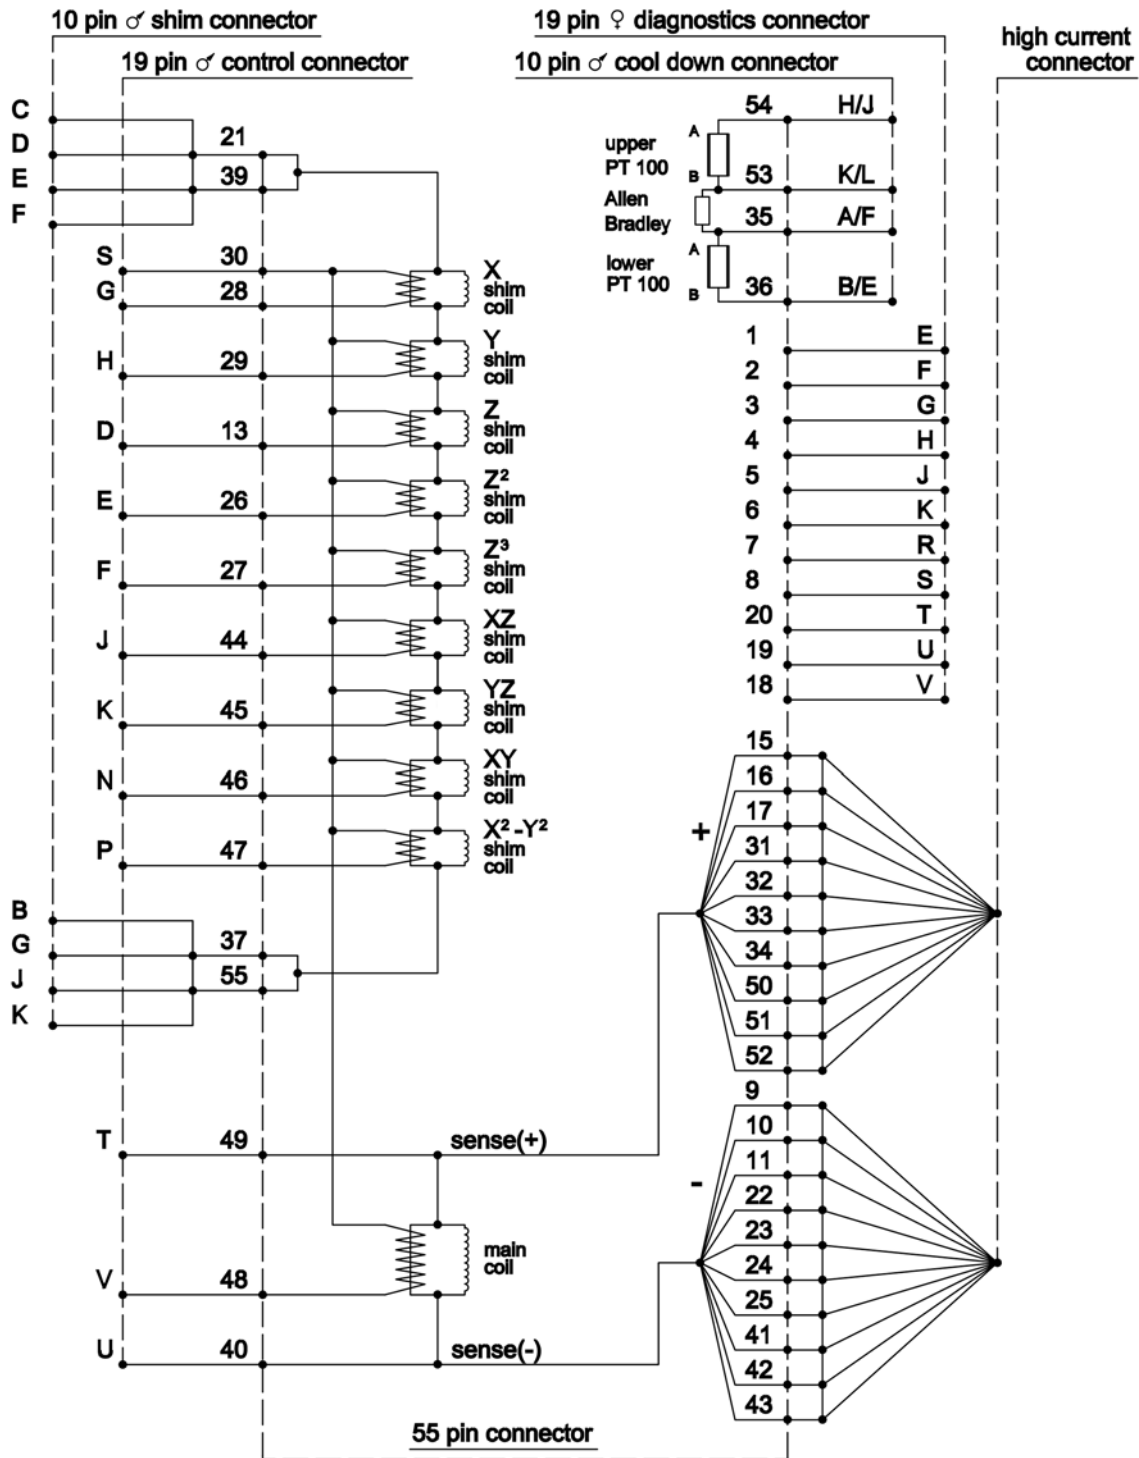 10 pin ♂ shim connector
19 pin ♂ control connector
19 pin ♀ diagnostics connector
10 pin ♂ cool down connector
high current
connector
C
D 21
E 39
F
S 30
G 28
X
shim
coil
H 29
Y
shim
coil
D 13
Z
shim
coil
E 26
Z²
shim
coil
F 27
Z³
shim
coil
J 44
XZ
shim
coil
K 45
YZ
shim
coil
N 46
XY
shim
coil
P 47
X² -Y²
shim
coil
B
G 37
J 55
K
T 49 sense(+)
V 48
main
coil
U 40 sense(-)
54 H/J
A
upper
PT 100
B
53 K/L
Allen
Bradley
35 A/F
A
lower
PT 100
B
36 B/E
1 E
2 F
3 G
4 H
5 J
6 K
7 R
8 S
20 T
19 U
18 V
+
15
16
17
31
32
33
34
50
51
52
-
9
10
11
22
23
24
25
41
42
43
55 pin connector